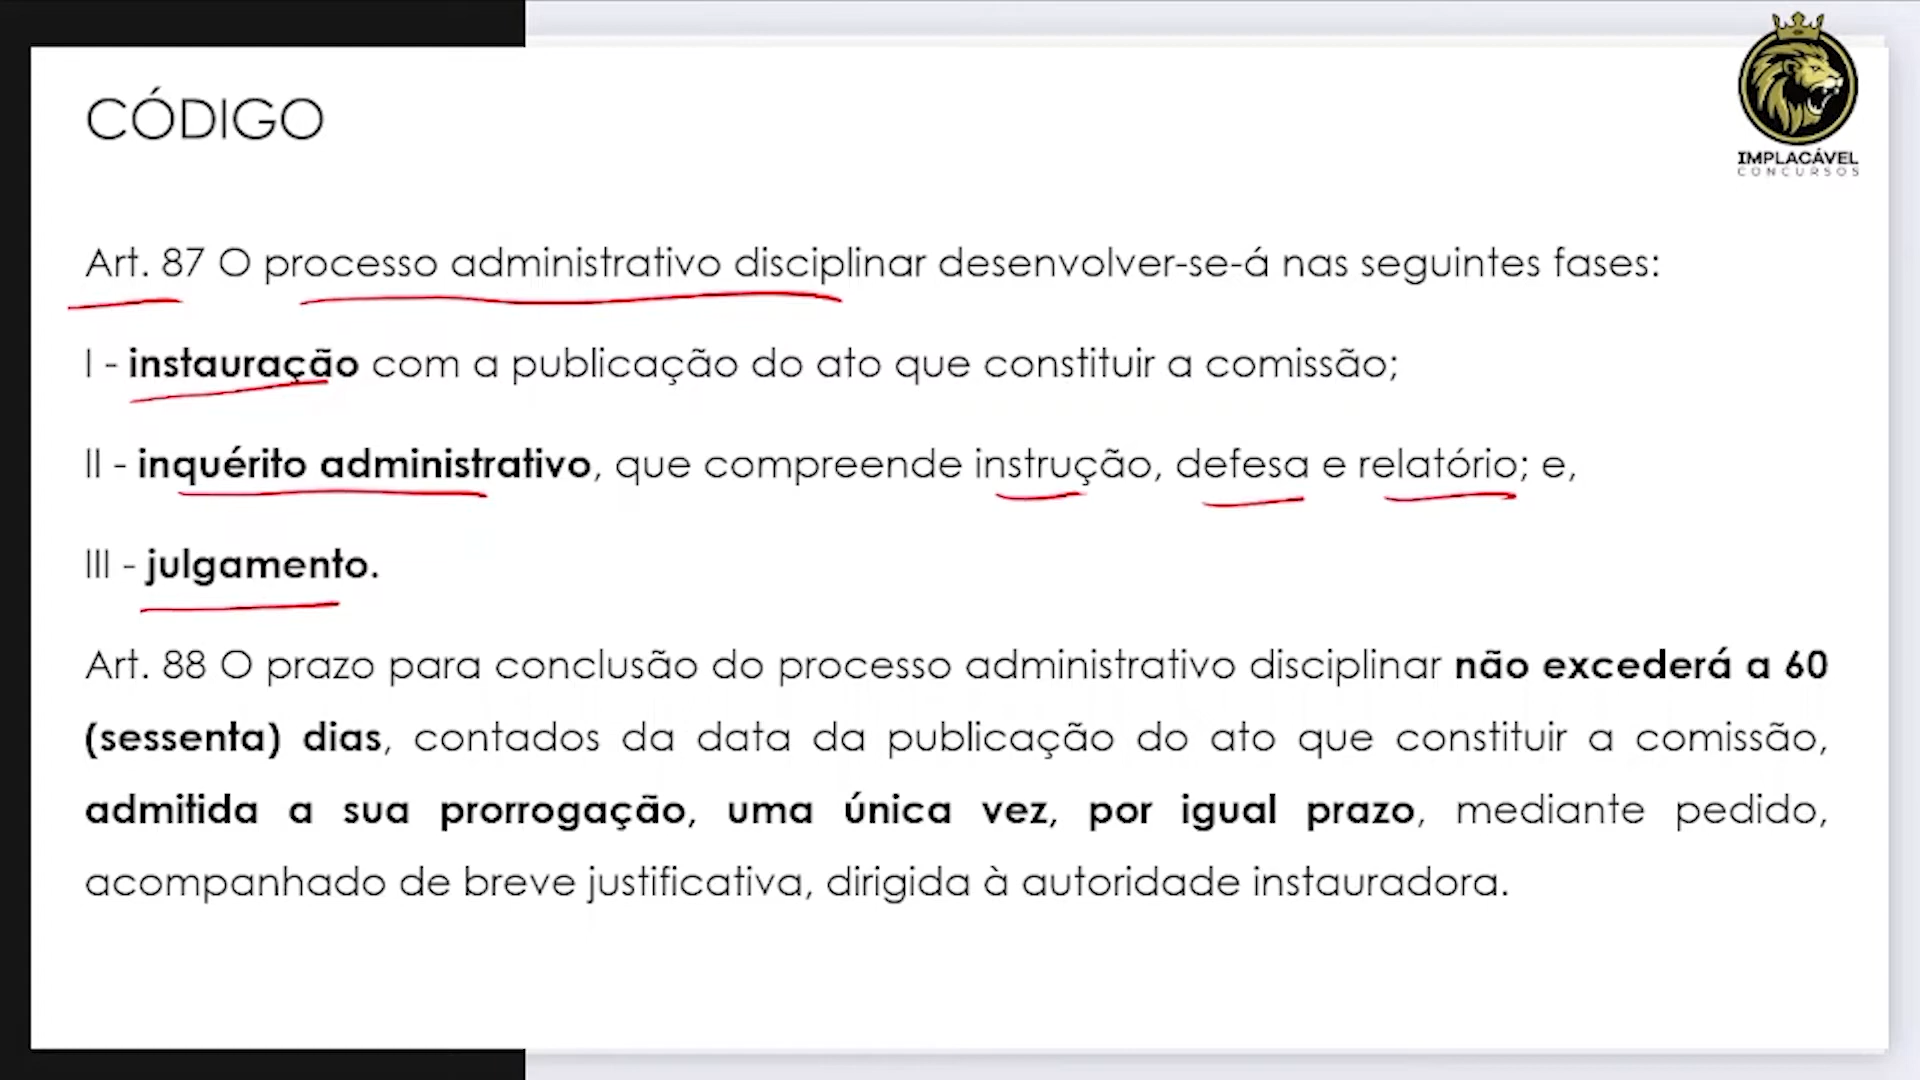 IMPLACÁVEL
CONCURSOS
CÓDIGO
Art. 87 O processo administrativo disciplinar desenvolver-se-á nas seguintes fases:
I - instauração com a publicação do ato que constituir a comissão;
II - inquérito administrativo, que compreende instrução, defesa e relatório; e,
III - julgamento.
Art. 88 O prazo para conclusão do processo administrativo disciplinar não excederá a 60
(sessenta) dias, contados da data da publicação do ato que constituir a comissão,
admitida a sua prorrogação, uma única vez, por igual prazo, mediante pedido,
acompanhado de breve justificativa, dirigida à autoridade instauradora.